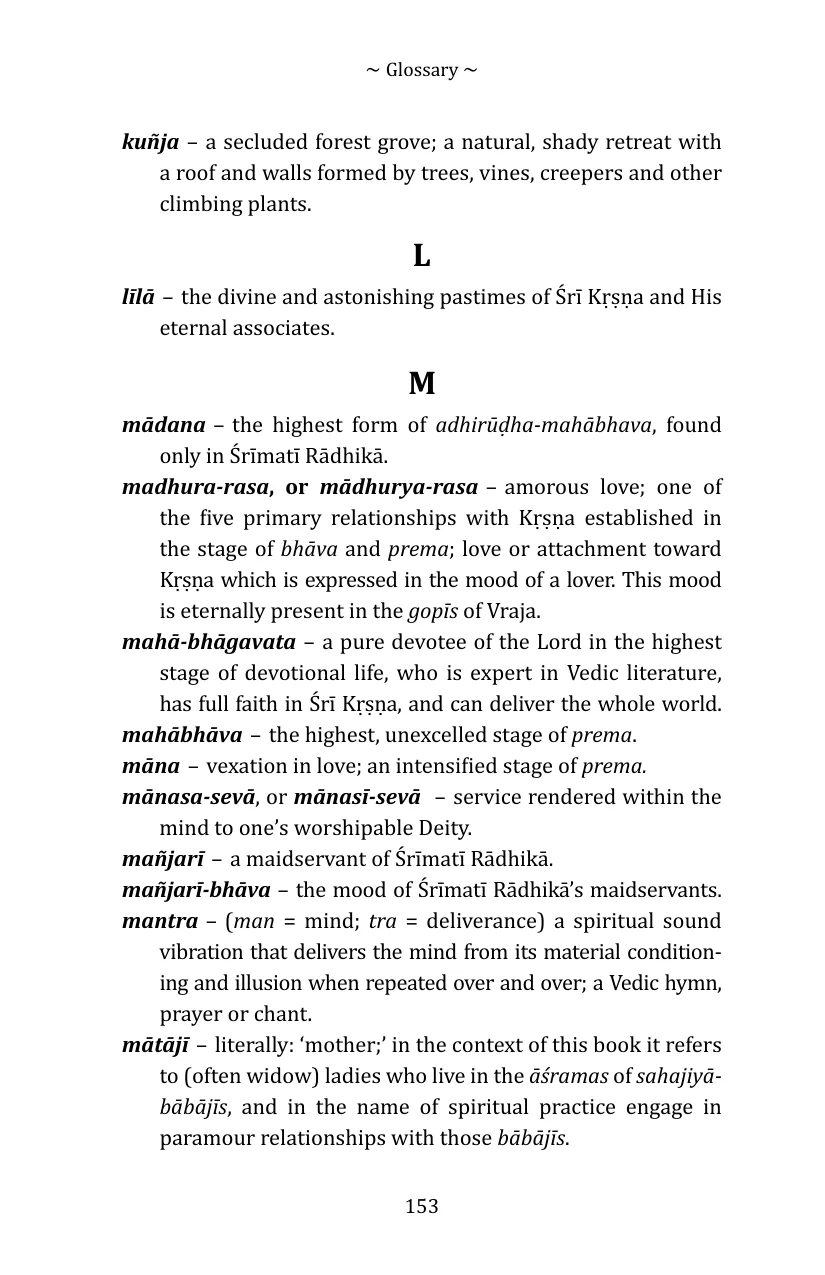 ~ Glossary ~
kuñja – a secluded forest grove; a natural, shady retreat with
a roof and walls formed by trees, vines, creepers and other
climbing plants.
L
līlā – the divine and astonishing pastimes of Śrī Kṛṣṇa and His
eternal associates.
M
mādana – the highest form of adhirūḍha-mahābhava, found
only in Śrīmatī Rādhikā.
madhura-rasa, or mādhurya-rasa – amorous love; one of
the five primary relationships with Kṛṣṇa established in
the stage of bhāva and prema; love or attachment toward
Kṛṣṇa which is expressed in the mood of a lover. This mood
is eternally present in the gopīs of Vraja.
mahā-bhāgavata – a pure devotee of the Lord in the highest
stage of devotional life, who is expert in Vedic literature,
has full faith in Śrī Kṛṣṇa, and can deliver the whole world.
mahābhāva – the highest, unexcelled stage of prema.
māna – vexation in love; an intensified stage of prema.
mānasa-sevā, or mānasī-sevā – service rendered within the
mind to one’s worshipable Deity.
mañjarī – a maidservant of Śrīmatī Rādhikā.
mañjarī-bhāva – the mood of Śrīmatī Rādhikā’s maidservants.
mantra – (man = mind; tra = deliverance) a spiritual sound
vibration that delivers the mind from its material condition-
ing and illusion when repeated over and over; a Vedic hymn,
prayer or chant.
mātājī – literally: ‘mother;’ in the context of this book it refers
to (often widow) ladies who live in the āśramas of sahajiyā-
bābājīs, and in the name of spiritual practice engage in
paramour relationships with those bābājīs.
153